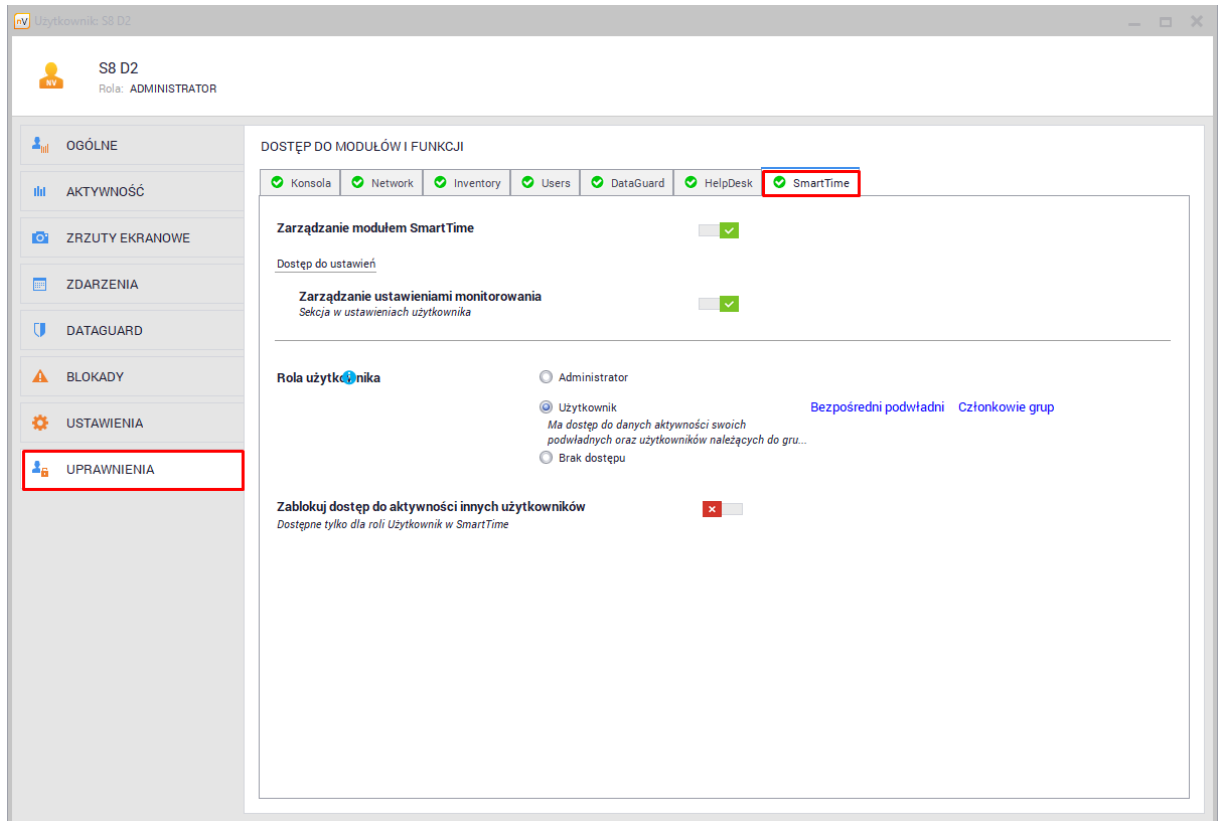 nV Użytkownik: S8 D2
S8 D2
NV
Rola: ADMINISTRATOR
OGÓLNE
AKTYWNOŚĆ
ZRZUTY EKRANOWE
ZDARZENIA
DATAGUARD
BLOKADY
USTAWIENIA
UPRAWNIENIA
DOSTĘP DO MODUŁÓW I FUNKCJI
Konsola Network Inventory Users DataGuard HelpDesk SmartTime
Zarządzanie modułem SmartTime
Dostęp do ustawień
Zarządzanie ustawieniami monitorowania
Sekcja w ustawieniach użytkownika
Rola użytkownika
Administrator
Użytkownik Bezpośredni podwładni Członkowie grup
Ma dostęp do danych aktywności swoich
podwładnych oraz użytkowników należących do gru...
Brak dostępu
Zablokuj dostęp do aktywności innych użytkowników
Dostępne tylko dla roli Użytkownik w SmartTime